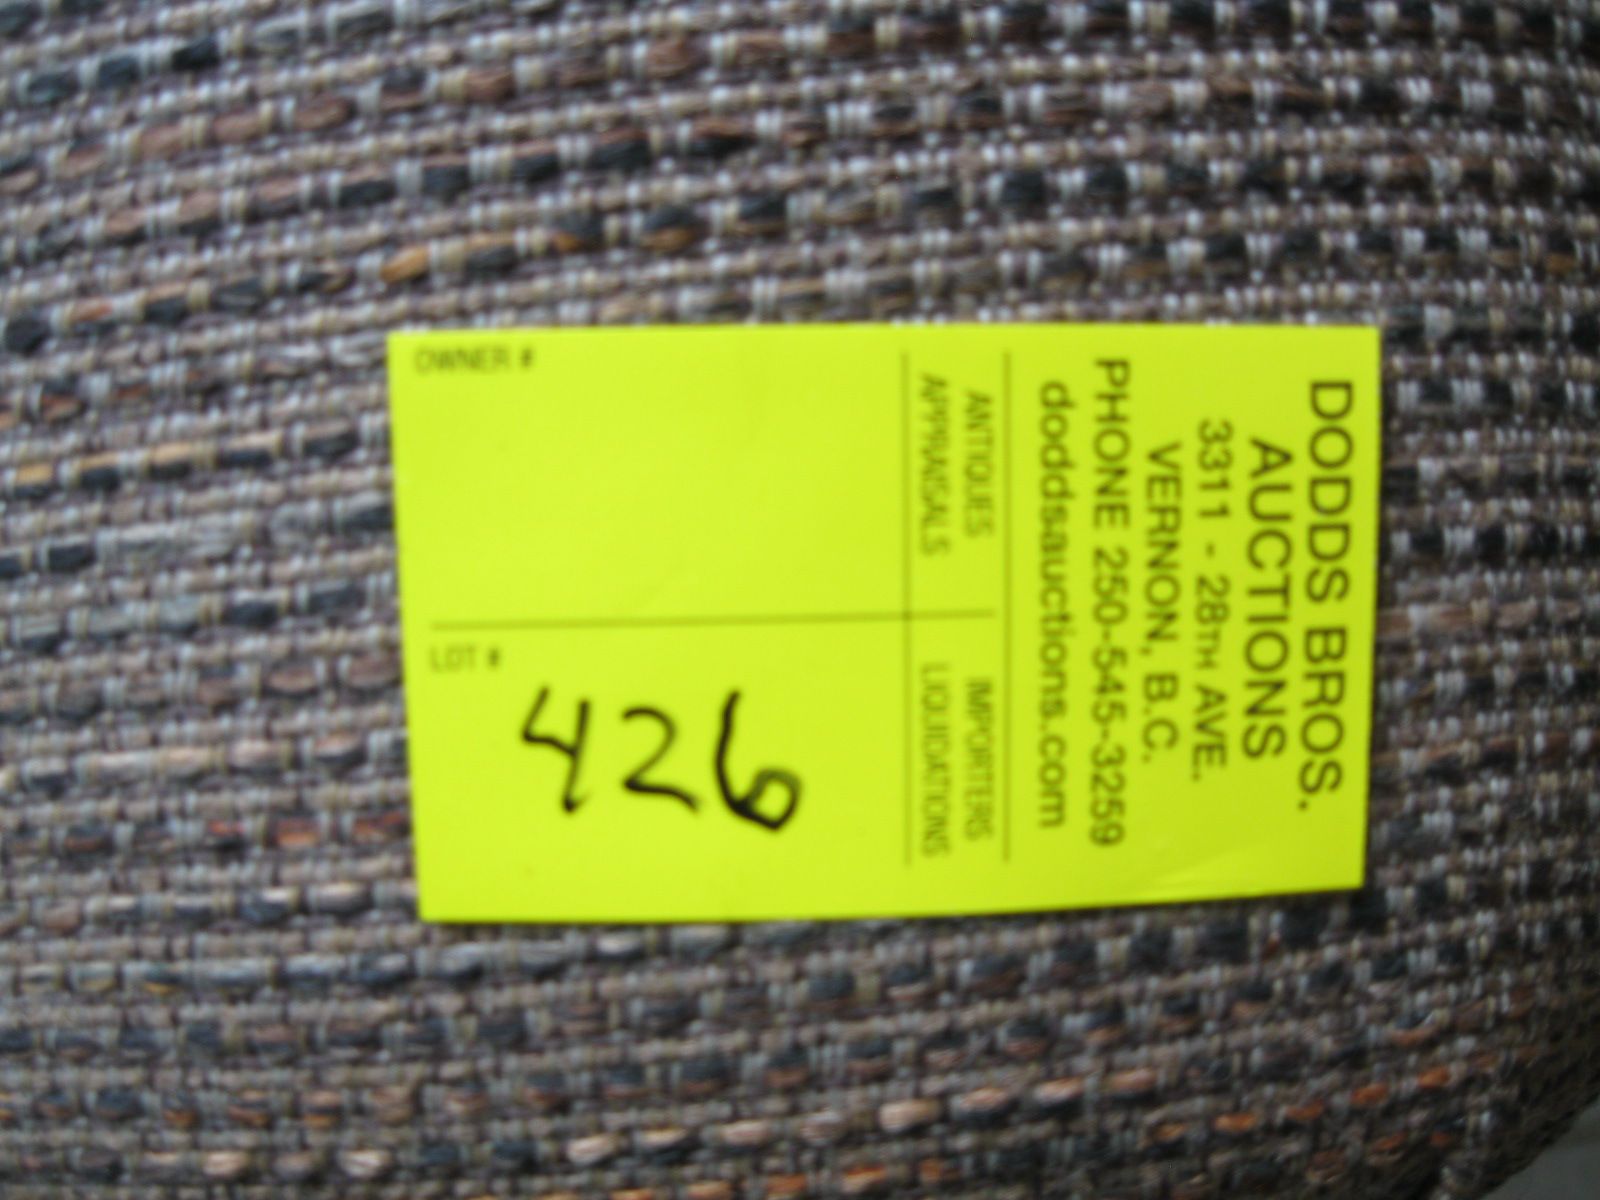 DODDS BROS.
AUCTIONS
3311 - 28TH AVE.
VERNON, B.C.
PHONE 250-545-3259
doddsauctions.com
ANTIQUES IMPORTERS
APPRAISALS LIQUIDATIONS
OWNER #
LOT #
426